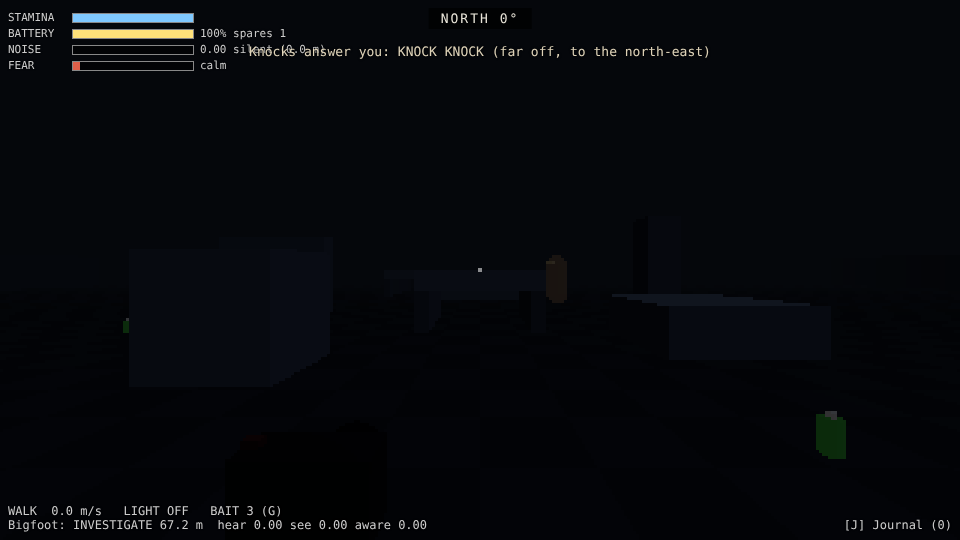 NORTH 0°
STAMINA
BATTERY 100% spares 1
NOISE 0.00 silent (0.0 m)
Knocks answer you: KNOCK KNOCK (far off, to the north-east)
FEAR calm
WALK 0.0 m/s LIGHT OFF BAIT 3 (G)
Bigfoot: INVESTIGATE 67.2 m hear 0.00 see 0.00 aware 0.00
[J] Journal (0)